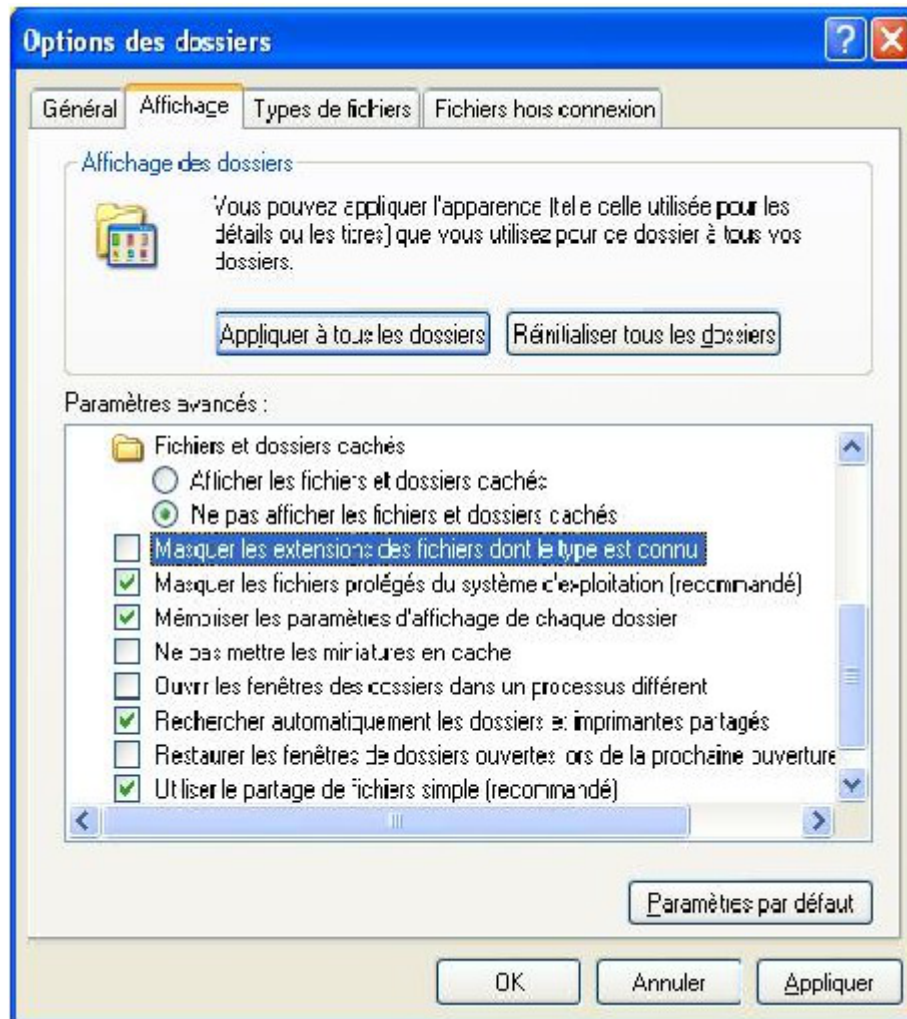 Options des dossiers
Général Affichage Types de fichiers Fichiers hors connexion
Affichage des dossiers
Vous pouvez appliquer l'apparence (telle celle utilisée pour les
détails ou les titres) que vous utilisez pour ce dossier à tous vos
dossiers.
Appliquer à tous les dossiers Réinitialiser tous les dossiers
Paramètres avancés :
Fichiers et dossiers cachés
Afficher les fichiers et dossiers cachés
Ne pas afficher les fichiers et dossiers cachés
Masquer les extensions des fichiers dont le type est connu
Masquer les fichiers protégés du système d'exploitation (recommandé)
Mémoriser les paramètres d'affichage de chaque dossier
Ne pas mettre les miniatures en cache
Ouvrir les fenêtres des dossiers dans un processus différent
Rechercher automatiquement les dossiers et imprimantes partagés
Restaurer les fenêtres de dossiers ouvertes lors de la prochaine ouverture
Utiliser le partage de fichiers simple (recommandé)
Paramètres par défaut
OK Annuler Appliquer